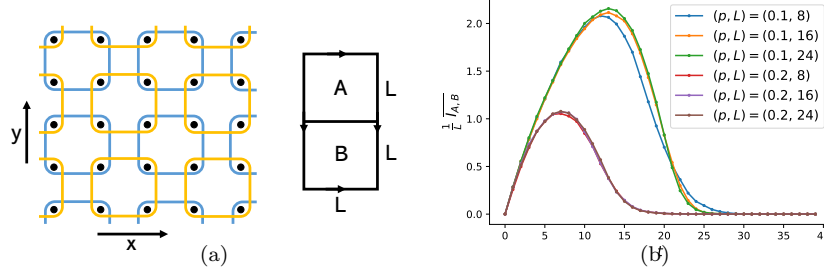 y
x
(a)
A
L
B
L
L
1/L I_{A,B}
2.0
1.5
1.0
0.5
0.0
0
5
10
15
20
25
30
35
4
t
(b)
(p, L) = (0.1, 8)
(p, L) = (0.1, 16)
(p, L) = (0.1, 24)
(p, L) = (0.2, 8)
(p, L) = (0.2, 16)
(p, L) = (0.2, 24)